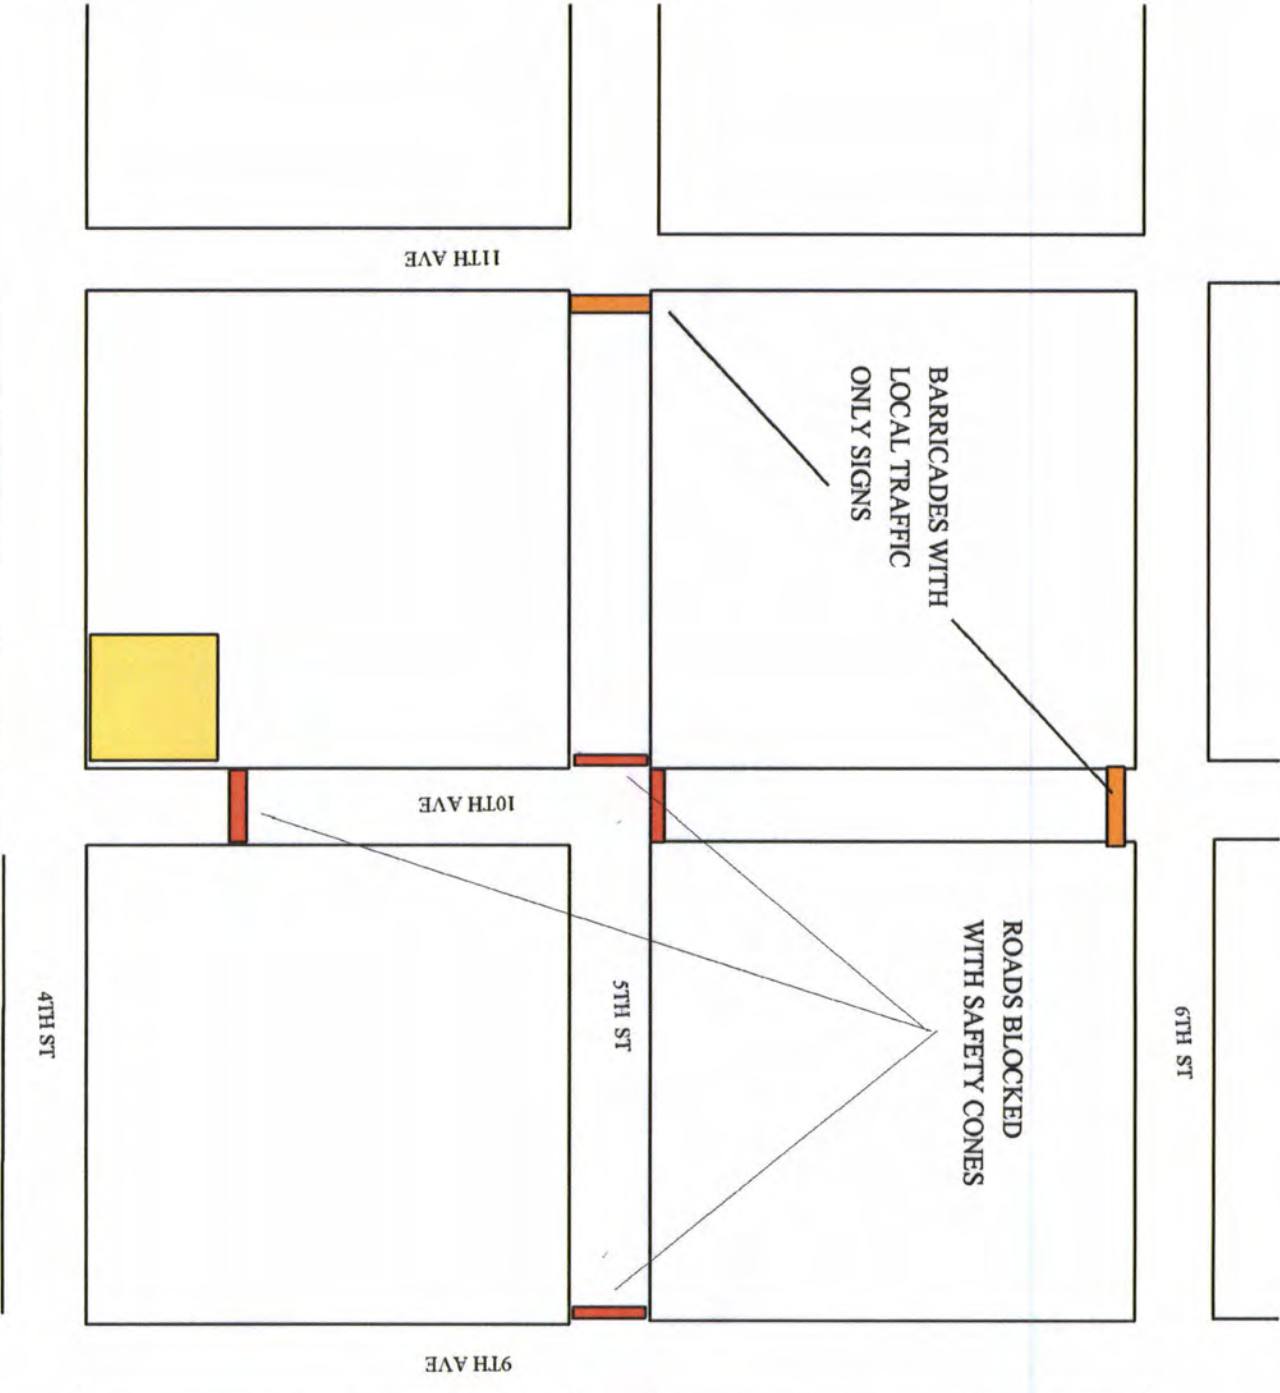 11TH AVE
BARRICADES WITH
LOCAL TRAFFIC
ONLY SIGNS
10TH AVE
ROADS BLOCKED
WITH SAFETY CONES
6TH ST
5TH ST
4TH ST
9TH AVE